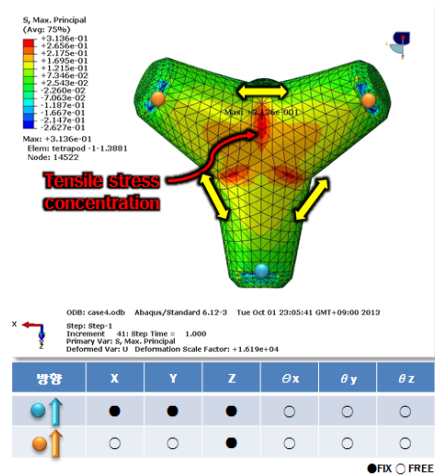 S, Max. Principal
(Avg: 75%)
+3.136e-01
+2.656e-01
+2.175e-01
+1.695e-01
+1.215e-01
+7.346e-02
+2.543e-02
-2.260e-02
-7.063e-02
-1.187e-01
-1.667e-01
-2.147e-01
-2.627e-01
Max: +3.136e-01
Elem: tetrapod -1-1.3881
Node: 14522
Max: +3.136e-001
Tensile stress
concentration
ODB: case4.odb Abaqus/Standard 6.12-3 Tue Oct 01 23:05:41 GMT+09:00 2013
X
Z
Step: Step-1
Increment 41: Step Time = 1.000
Primary Var: S, Max. Principal
Deformed Var: U Deformation Scale Factor: +1.619e+04
방향 X Y Z θx θy θz
●FIX ○ FREE